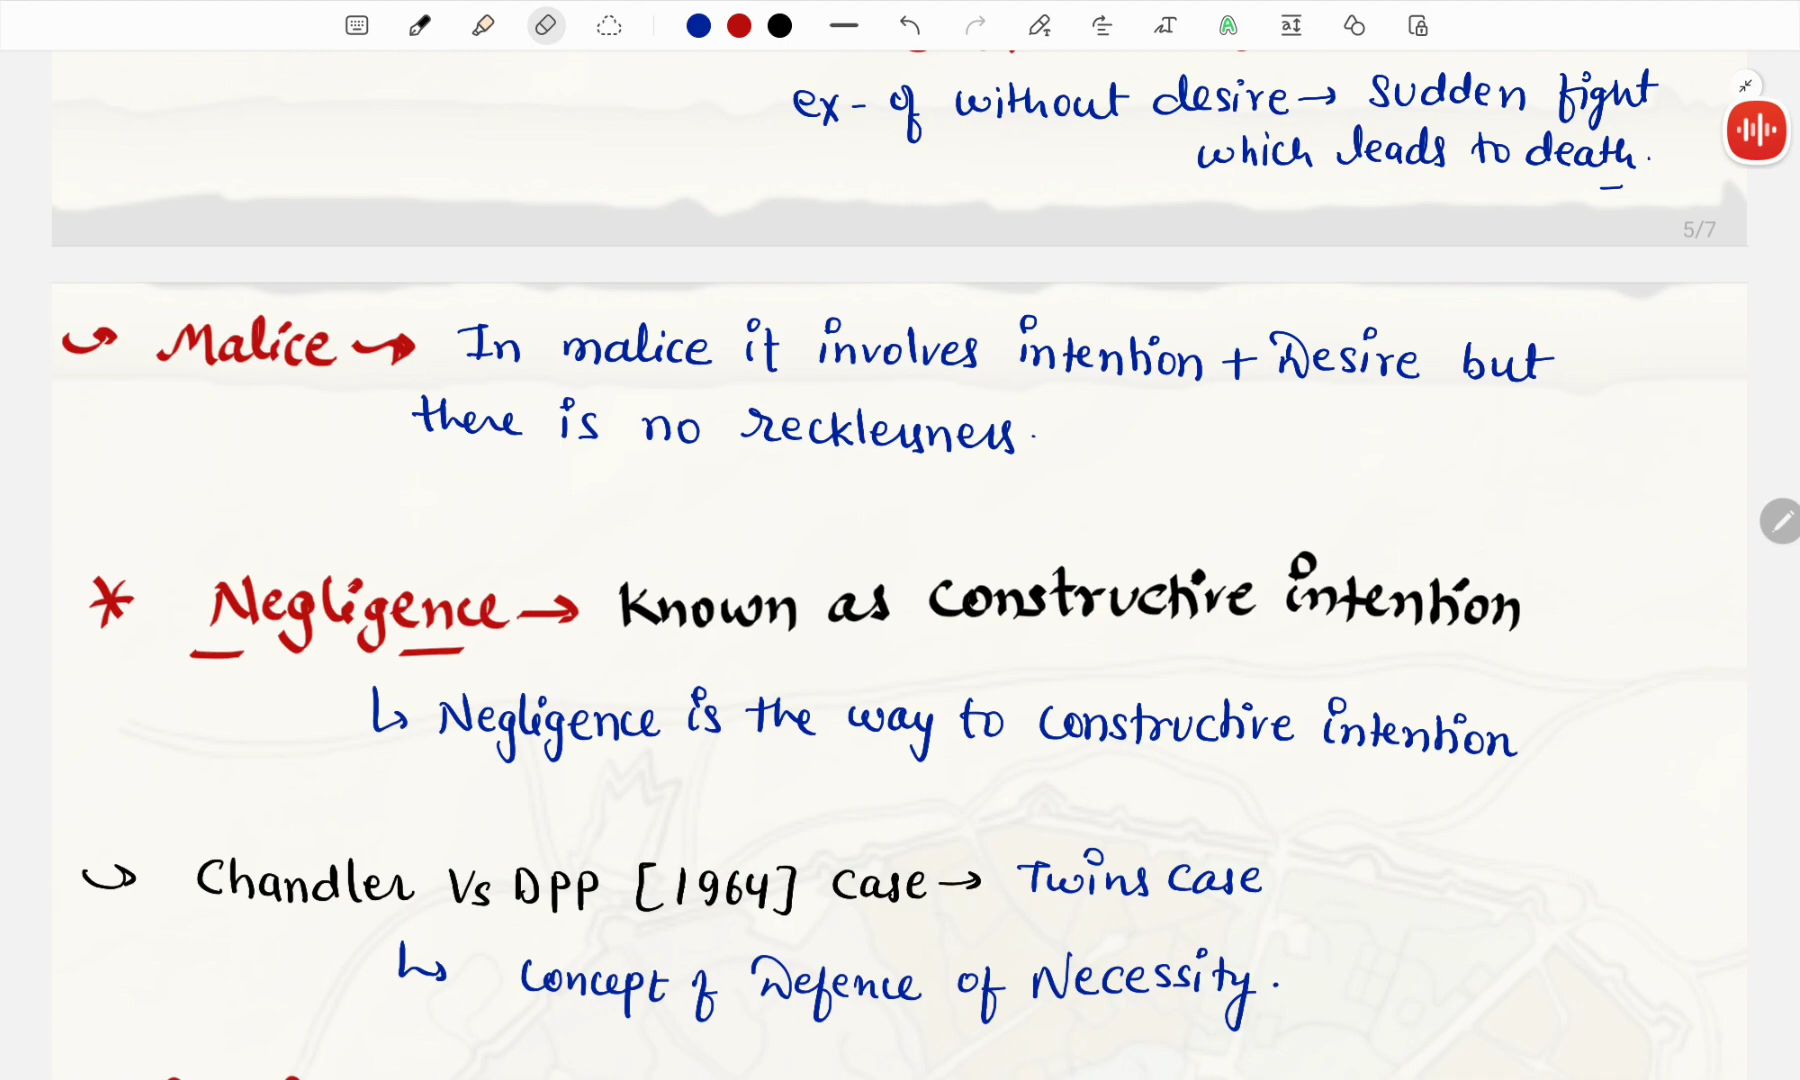 ex - of without desire → sudden fight
which leads to death.
5/7
Malice → In malice it involves intention + Desire but
there is no recklessness.
* Negligence → Known as constructive intention
↳ Negligence is the way to constructive intention
Chandler Vs DPP [1964] case → Twins case
↳ concept of Defence of Necessity.